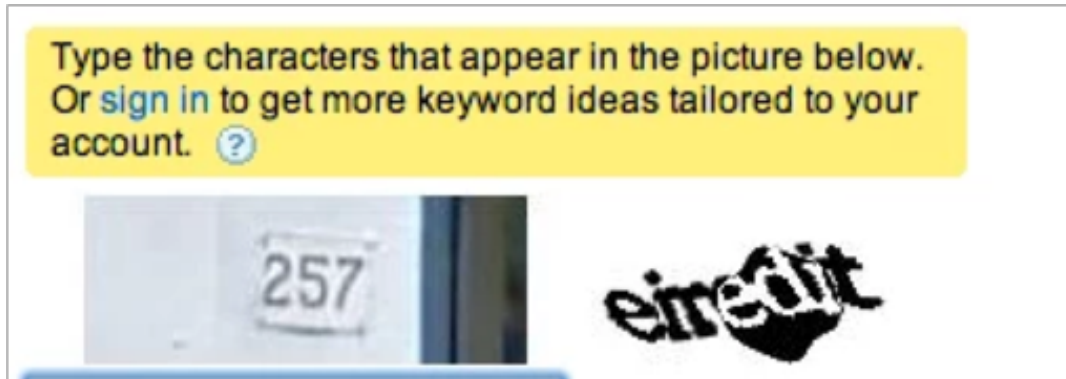 Type the characters that appear in the picture below.
Or sign in to get more keyword ideas tailored to your
account. ?
257